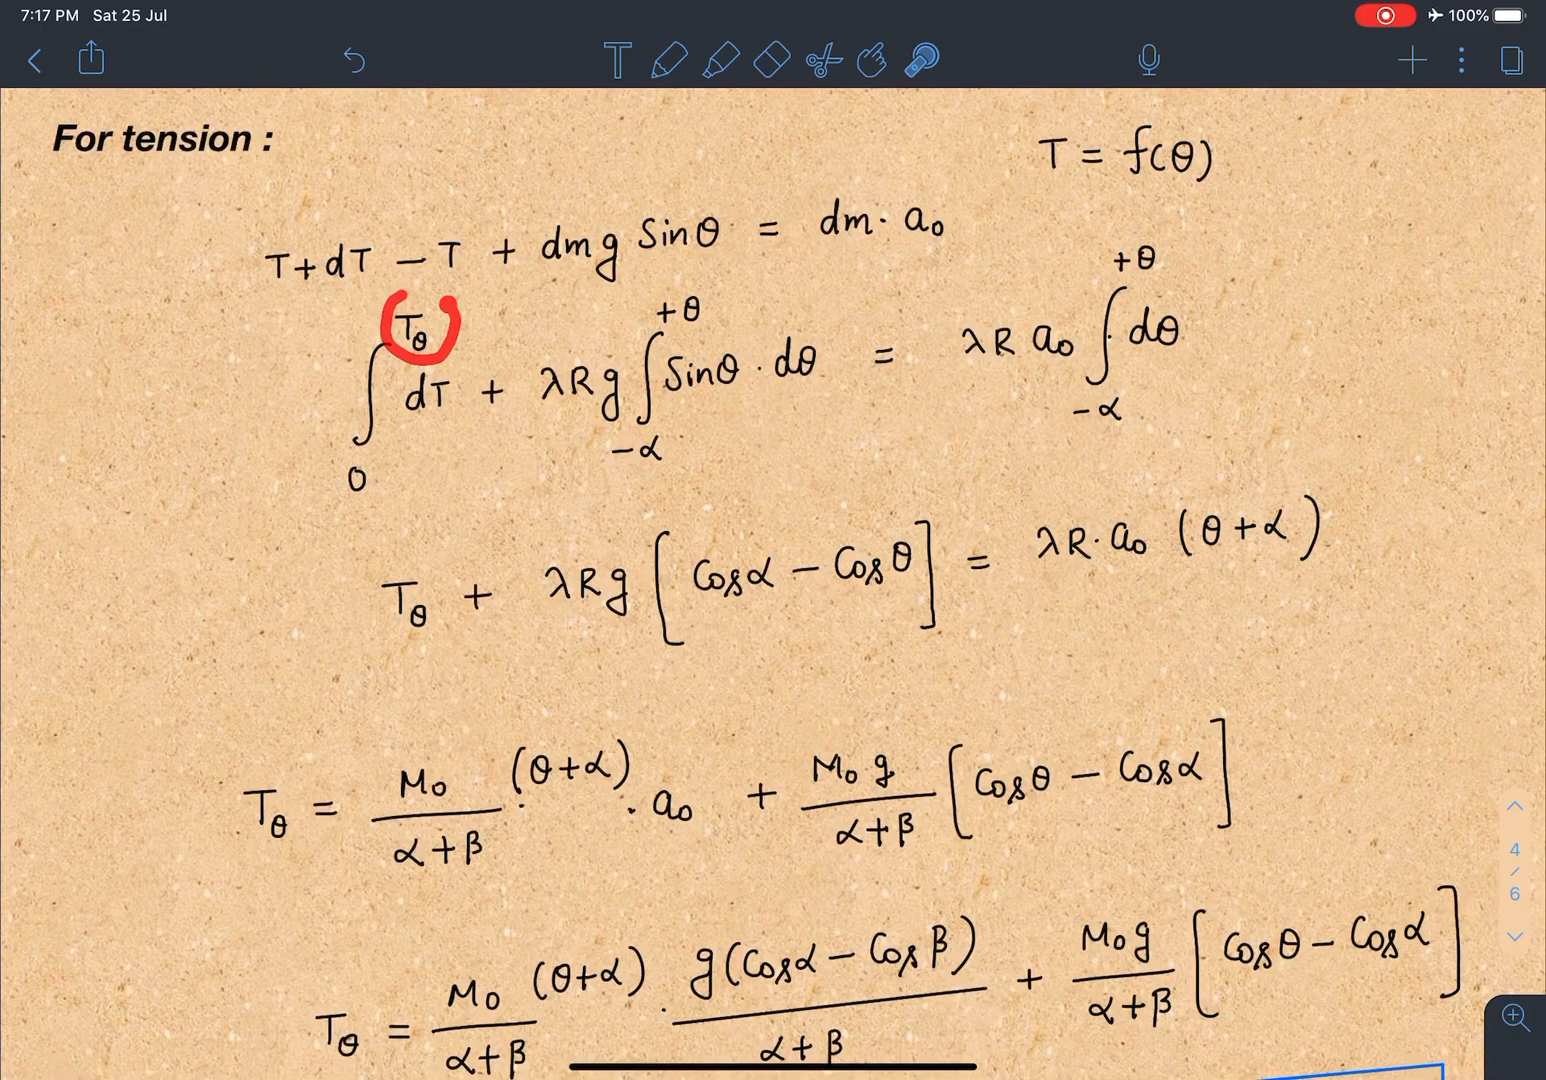 7:17 PM Sat 25 Jul
100%
For tension :
T = f(θ)
T + dT − T + dmg Sinθ = dm · a₀
∫₀^{T_θ} dT + λRg ∫_{−α}^{+θ} Sinθ · dθ = λR a₀ ∫_{−α}^{+θ} dθ
T_θ + λRg [Cosα − Cosθ] = λR · a₀ (θ+α)
T_θ = M₀/(α+β) · (θ+α) · a₀ + M₀g/(α+β) [Cosθ − Cosα]
T_θ = M₀/(α+β) (θ+α) · g(Cosα − Cosβ)/(α+β) + M₀g/(α+β) [Cosθ − Cosα]
4
/
6